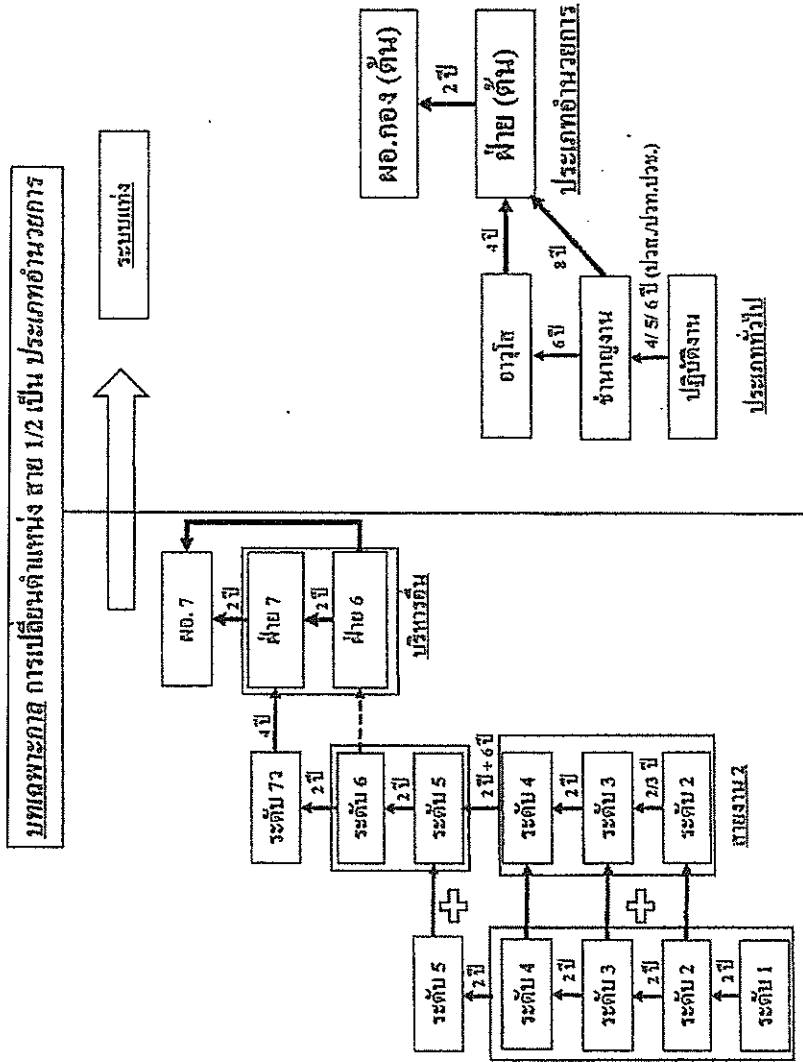 บทเฉพาะกาล การเปลี่ยนตำแหน่ง สาย 1/2 เป็น ประเภทอำนวยการ
ระบบแท่ง
ผอ. 7
2 ปี
ฝ่าย 7
2 ปี
ฝ่าย 6
บริหารต้น
ระดับ 7ว
4 ปี
2 ปี
ระดับ 6
2 ปี
ระดับ 5
2 ปี + 6 ปี
ระดับ 4
2 ปี
ระดับ 3
2/3 ปี
ระดับ 2
สายงาน 2
ระดับ 5
2 ปี
ระดับ 4
2 ปี
ระดับ 3
2 ปี
ระดับ 2
2 ปี
ระดับ 1
ผอ.กอง (ต้น)
2 ปี
ฝ่าย (ต้น)
ประเภทอำนวยการ
4 ปี
8 ปี
อาวุโส
6 ปี
ชำนาญงาน
4/ 5/ 6 ปี (ปวส./ปวท.ปวช.)
ปฏิบัติงาน
ประเภททั่วไป